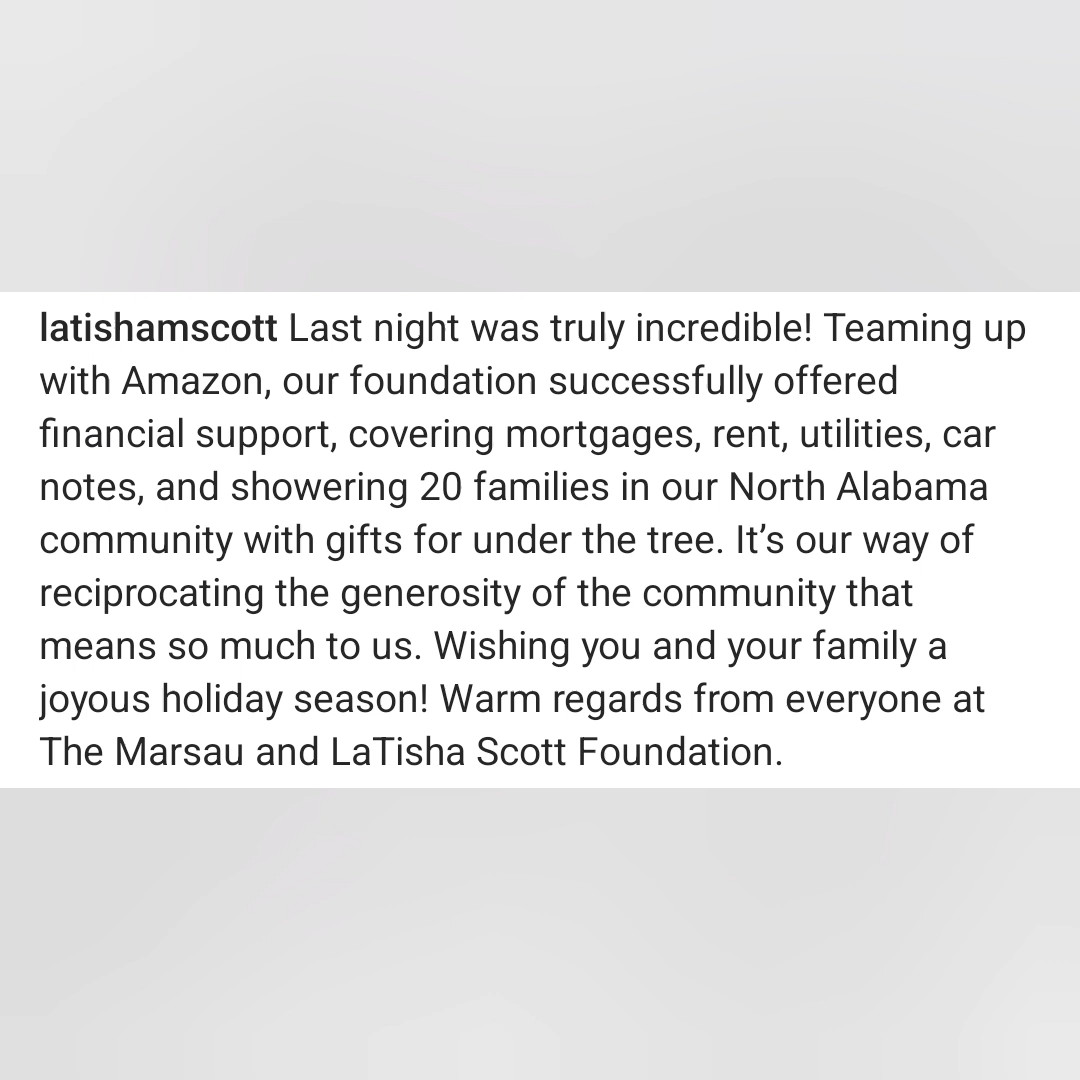 latishamscott Last night was truly incredible! Teaming up
with Amazon, our foundation successfully offered
financial support, covering mortgages, rent, utilities, car
notes, and showering 20 families in our North Alabama
community with gifts for under the tree. It’s our way of
reciprocating the generosity of the community that
means so much to us. Wishing you and your family a
joyous holiday season! Warm regards from everyone at
The Marsau and LaTisha Scott Foundation.